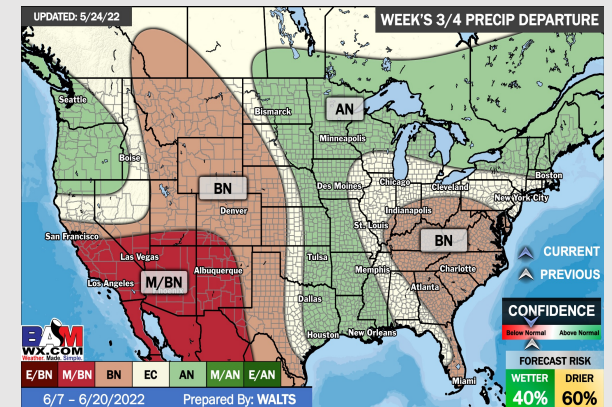 UPDATED: 5/24/22
WEEK'S 3/4 PRECIP DEPARTURE
Seattle
Bismarck
AN
Minneapolis
Boise
Boston
Des Moines
Chicago
Cleveland
BN
New York City
Denver
Indianapolis
St. Louis
San Francisco
BN
CURRENT
Las Vegas
Tulsa
Albuquerque
Memphis
Charlotte
PREVIOUS
Los Angeles
M/BN
Atlanta
Dallas
CONFIDENCE
Below Normal
Above Normal
Houston
New Orleans
BAM
WX.COM
Weather. Made. Simple.
FORECAST RISK
E/BN M/BN BN EC AN M/AN E/AN
Miami
WETTER
DRIER
6/7 – 6/20/2022
Prepared By: WALTS
40%
60%